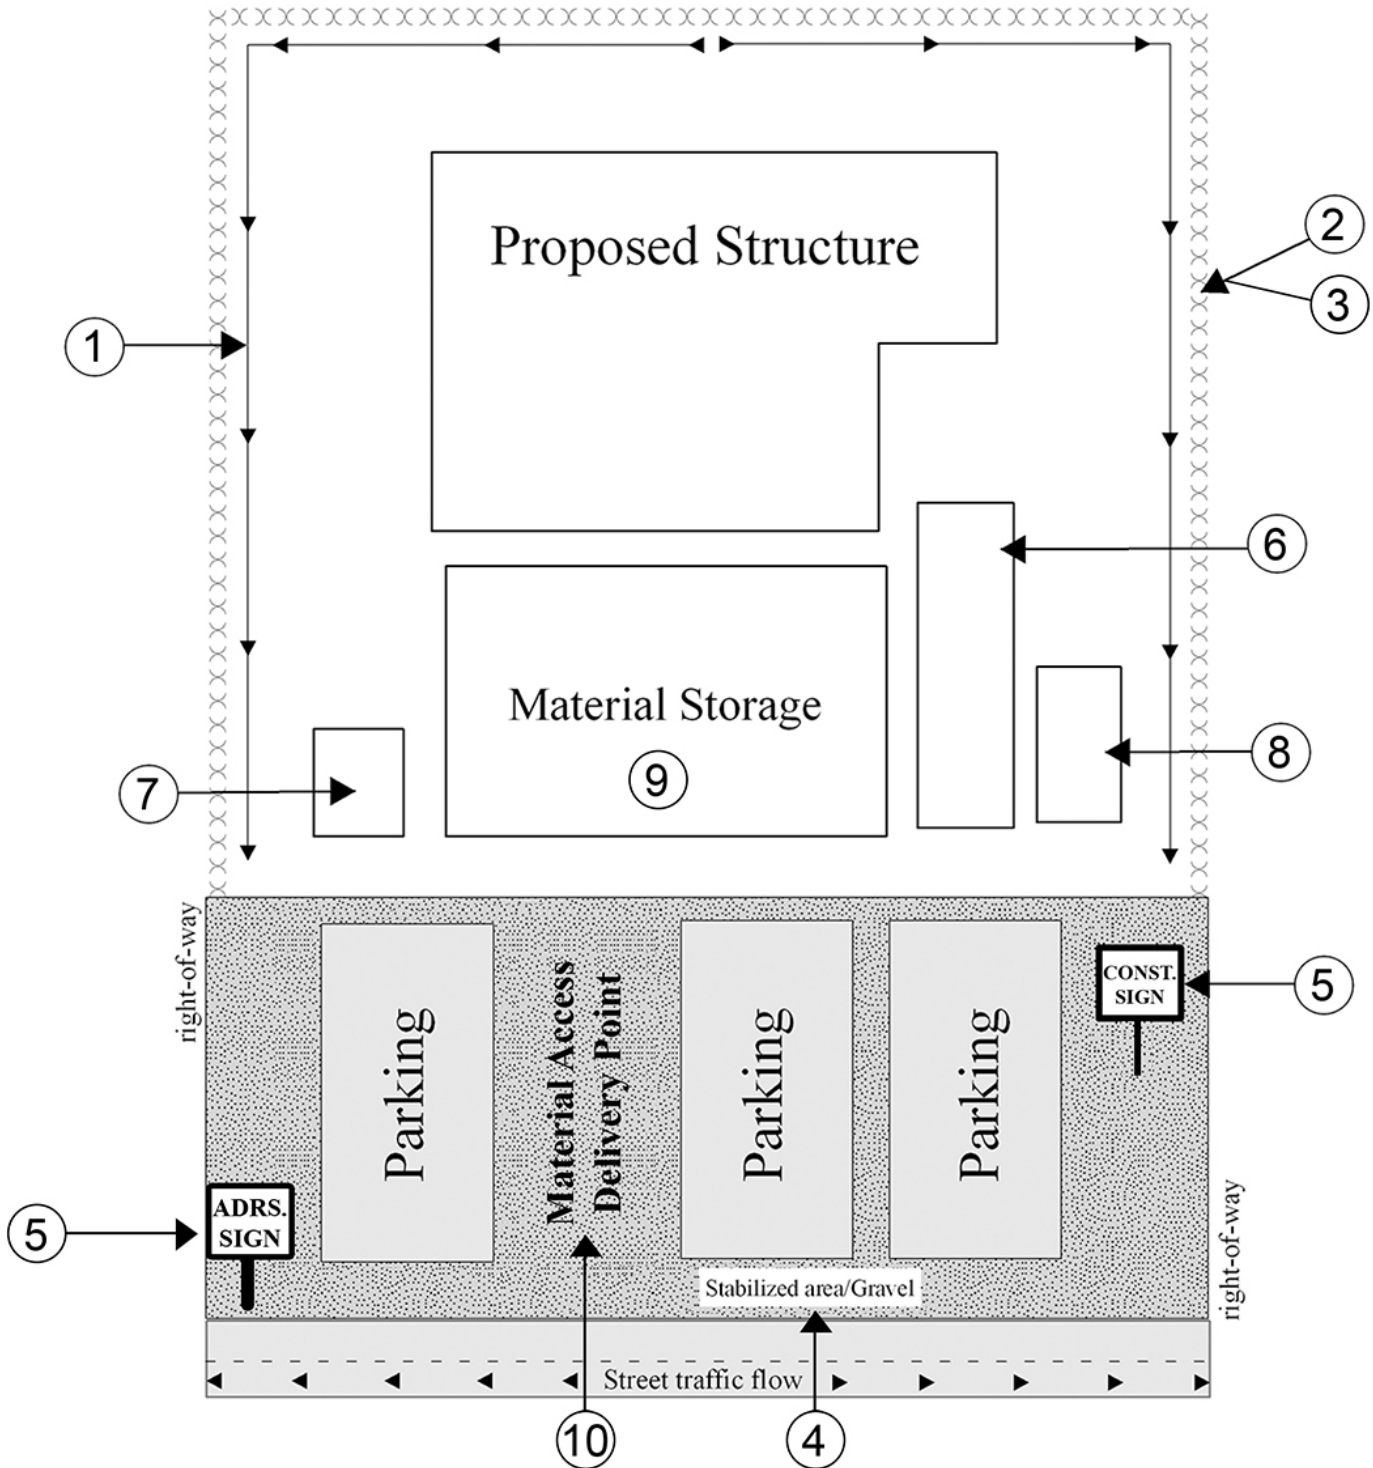 Proposed Structure
2
3
1
6
Material Storage
9
7
8
right-of-way
Parking
Material Access
Delivery Point
Parking
Parking
CONST.
SIGN
5
5
ADRS.
SIGN
Stabilized area/Gravel
right-of-way
Street traffic flow
10
4